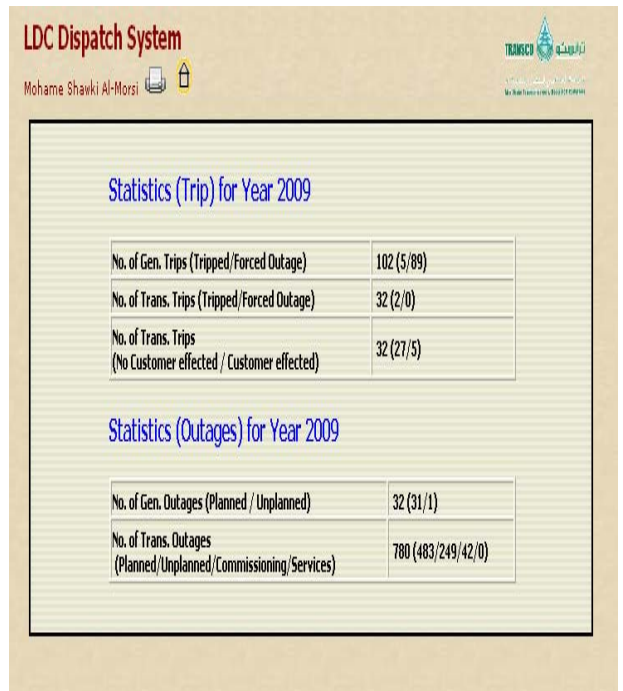 LDC Dispatch System
TRANSCO ترانسكو
Mohame Shawki Al-Morsi
Statistics (Trip) for Year 2009
No. of Gen. Trips (Tripped/Forced Outage) 102 (5/89)
No. of Trans. Trips (Tripped/Forced Outage) 32 (2/0)
No. of Trans. Trips
(No Customer effected / Customer effected) 32 (27/5)
Statistics (Outages) for Year 2009
No. of Gen. Outages (Planned / Unplanned) 32 (31/1)
No. of Trans. Outages
(Planned/Unplanned/Commissioning/Services) 780 (483/249/42/0)